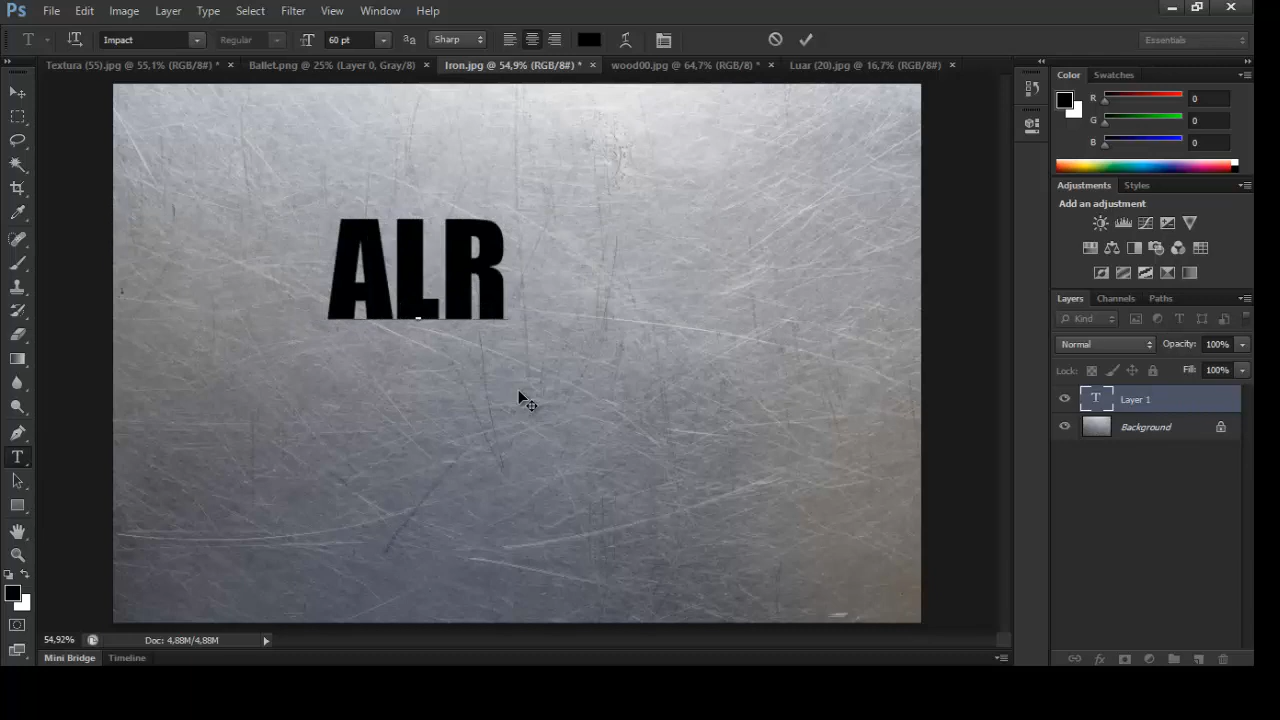 Ps File Edit Image Layer Type Select Filter View Window Help
T Impact Regular 60 pt Sharp Essentials
Textura (55).jpg @ 55,1% (RGB/8#) * × Ballet.png @ 25% (Layer 0, Gray/8) × Iron.jpg @ 54,9% (RGB/8#) * × wood00.jpg @ 64,7% (RGB/8) * × Luar (20).jpg @ 16,7% (RGB/8#) ×
Color Swatches
R 0
G 0
B 0
Adjustments Styles
Add an adjustment
ALR
Layers Channels Paths
Kind
Normal Opacity: 100%
Lock: Fill: 100%
T Layer 1
Background
T
54,92% Doc: 4,88M/4,88M
Mini Bridge Timeline